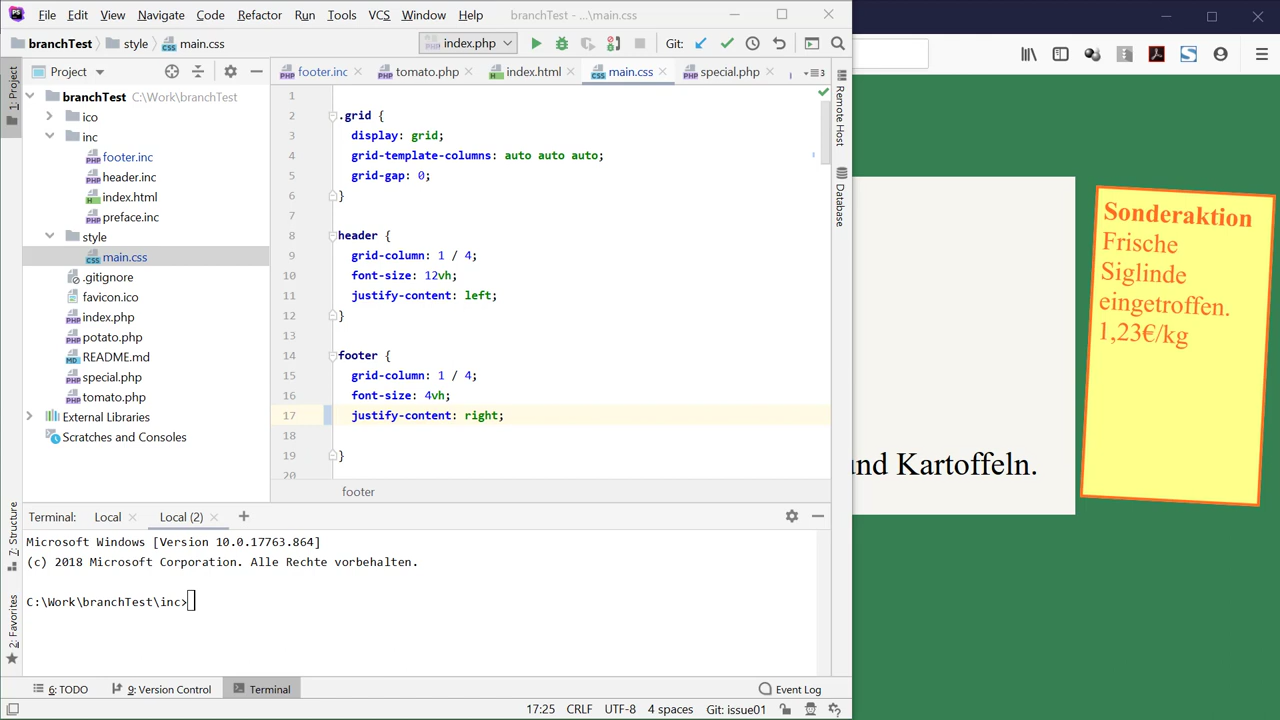 File Edit View Navigate Code Refactor Run Tools VCS Window Help branchTest - ...\main.css
branchTest style main.css index.php Git:
Project footer.inc tomato.php index.html main.css special.php
1: Project
branchTest C:\Work\branchTest
ico
inc
footer.inc
header.inc
index.html
preface.inc
style
main.css
.gitignore
favicon.ico
index.php
potato.php
README.md
special.php
tomato.php
External Libraries
Scratches and Consoles
1
2 .grid {
3 display: grid;
4 grid-template-columns: auto auto auto;
5 grid-gap: 0;
6 }
7
8 header {
9 grid-column: 1 / 4;
10 font-size: 12vh;
11 justify-content: left;
12 }
13
14 footer {
15 grid-column: 1 / 4;
16 font-size: 4vh;
17 justify-content: right;
18
19 }
20
footer
Remote Host
Database
Sonderaktion
Frische
Siglinde
eingetroffen.
1,23€/kg
und Kartoffeln.
7: Structure
2: Favorites
Terminal: Local Local (2)
Microsoft Windows [Version 10.0.17763.864]
(c) 2018 Microsoft Corporation. Alle Rechte vorbehalten.
C:\Work\branchTest\inc>
6: TODO 9: Version Control Terminal Event Log
17:25 CRLF UTF-8 4 spaces Git: issue01